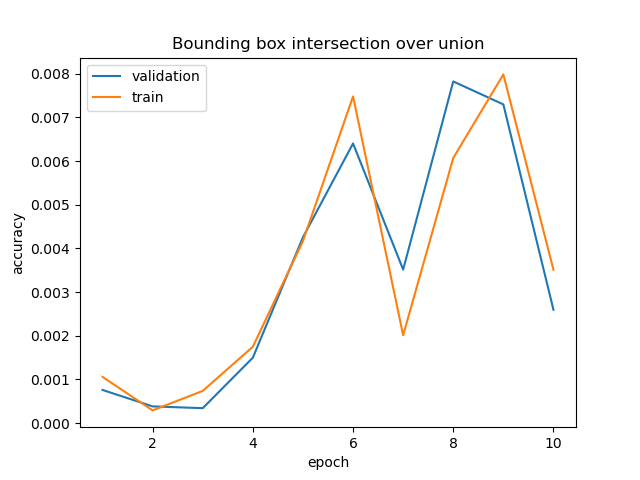 Bounding box intersection over union
validation
train
0.008
0.007
0.006
0.005
0.004
0.003
0.002
0.001
0.000
accuracy
2 4 6 8 10
epoch